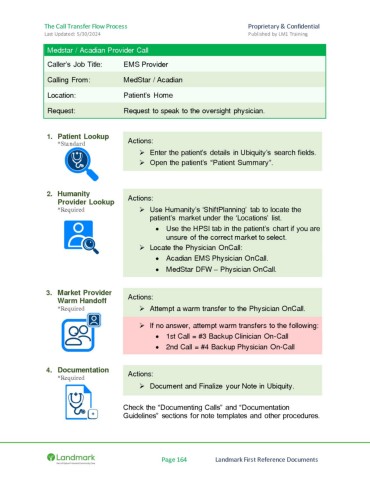 The Call Transfer Flow Process
Proprietary & Confidential
Last Updated: 5/30/2024
Published by LMS Training.
Medstar / Acadian Provider Call
Caller's Job Title: EMS Provider
Calling From: MedStar / Acadian
Location: Patient's Home
Request: Request to speak to the oversight physician.
1. Patient Lookup
*Standard
Actions:
➢ Enter the patient's details in Ubiquity's search fields.
➢ Open the patient's "Patient Summary".
2. Humanity
Provider Lookup
*Required
Actions:
➢ Use Humanity's 'ShiftPlanning' tab to locate the
patient's market under the 'Locations' list.
• Use the HPSI tab in the patient's chart if you are
unsure of the correct market to select.
➢ Locate the Physician OnCall:
• Acadian EMS Physician OnCall.
• MedStar DFW – Physician OnCall.
3. Market Provider
Warm Handoff
*Required
Actions:
➢ Attempt a warm transfer to the Physician OnCall.
➢ If no answer, attempt warm transfers to the following:
• 1st Call = #3 Backup Clinician On-Call
• 2nd Call = #4 Backup Physician On-Call
4. Documentation
*Required
Actions:
➢ Document and Finalize your Note in Ubiquity.
Check the "Documenting Calls" and "Documentation
Guidelines" sections for note templates and other procedures.
Landmark
Page 164
Landmark First Reference Documents